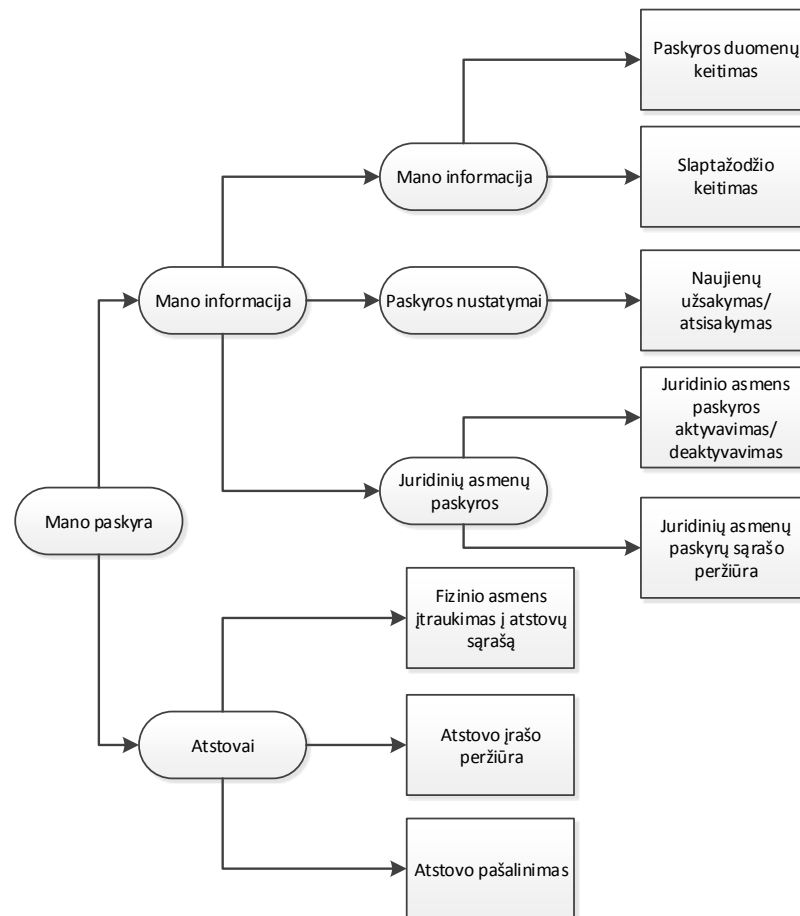 Paskyros duomenų
keitimas
Mano informacija
Slaptažodžio
keitimas
Mano informacija
Paskyros nustatymai
Naujienų
užsakymas/
atsisakymas
Juridinio asmens
paskyros
aktyvavimas/
deaktyvavimas
Juridinių asmenų
paskyros
Mano paskyra
Juridinių asmenų
paskyrų sąrašo
peržiūra
Fizinio asmens
įtraukimas į atstovų
sąrašą
Atstovai
Atstovo įrašo
peržiūra
Atstovo pašalinimas